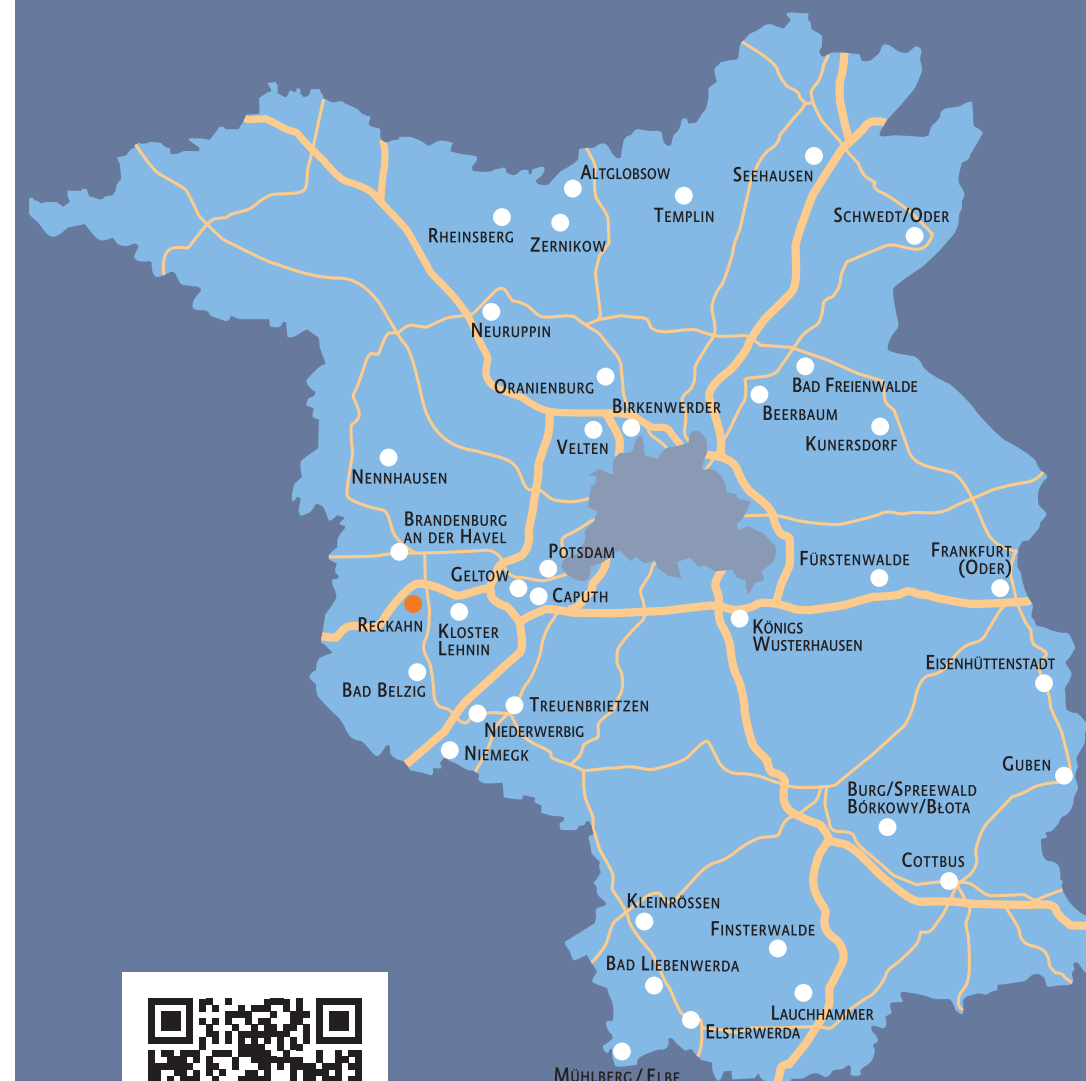 Altglobsow
Seehausen
Templin
Schwedt/Oder
Rheinsberg
Zernikow
Neuruppin
Oranienburg
Bad Freienwalde
Birkenwerder
Beerbaum
Velten
Kunersdorf
Nennhausen
Brandenburg
an der Havel
Potsdam
Fürstenwalde
Frankfurt
(Oder)
Geltow
Caputh
Reckahn
Kloster
Lehnin
Königs
Wusterhausen
Eisenhüttenstadt
Bad Belzig
Treuenbrietzen
Niederwerbig
Niemegk
Guben
Burg/Spreewald
Bórkowy/Błota
Cottbus
Kleinrössen
Finsterwalde
Bad Liebenwerda
Lauchhammer
Elsterwerda
Mühlberg / Elbe